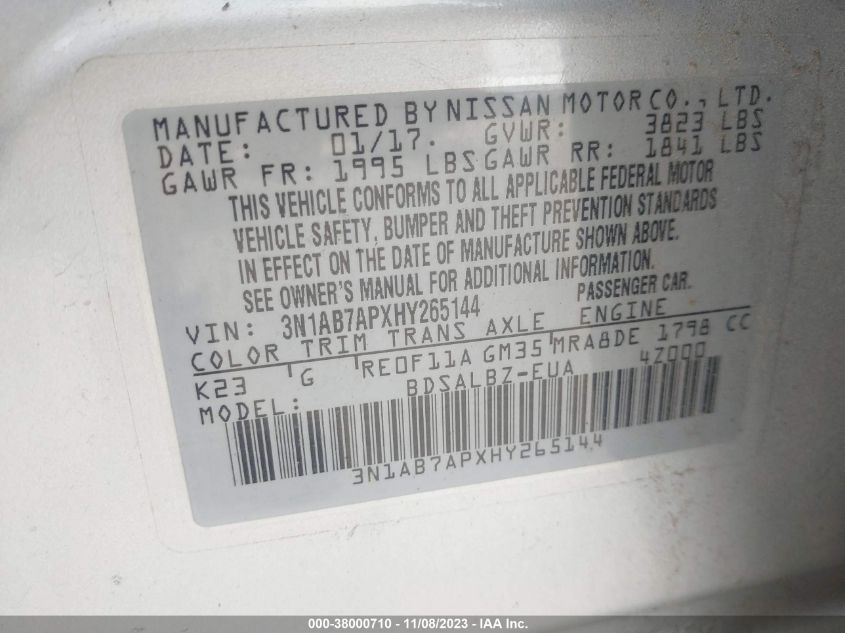 MANUFACTURED BY NISSAN MOTOR CO., LTD.
DATE: 01/17. GVWR: 3823 LBS
GAWR FR: 1995 LBS GAWR RR: 1841 LBS
THIS VEHICLE CONFORMS TO ALL APPLICABLE FEDERAL MOTOR
VEHICLE SAFETY, BUMPER AND THEFT PREVENTION STANDARDS
IN EFFECT ON THE DATE OF MANUFACTURE SHOWN ABOVE.
SEE OWNER'S MANUAL FOR ADDITIONAL INFORMATION.
VIN: 3N1AB7APXHY265144 PASSENGER CAR.
COLOR TRIM TRANS AXLE ENGINE
K23 G RE0F11A GM35 MRA8DE 1798 CC
MODEL: BDSALBZ-EUA 4Z000
3N1AB7APXHY265144
000-38000710 - 11/08/2023 - IAA Inc.